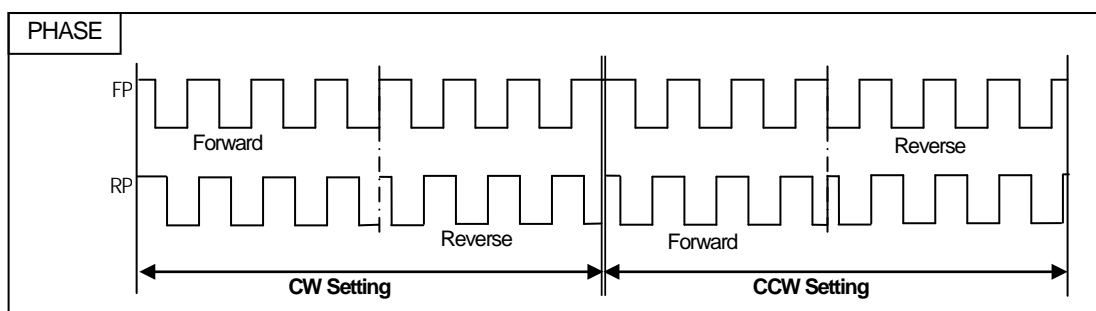 PHASE
FP
Forward
Reverse
RP
Reverse
Forward
CW Setting
CCW Setting